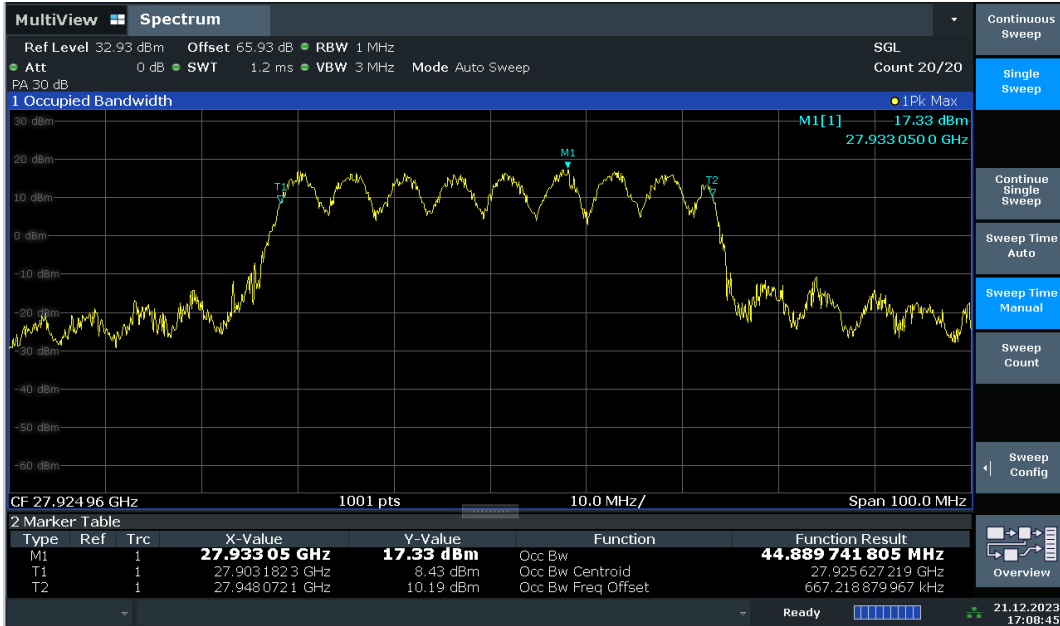 MultiView Spectrum
Ref Level 32.93 dBm Offset 65.93 dB RBW 1 MHz SGL
Att 0 dB SWT 1.2 ms VBW 3 MHz Mode Auto Sweep Count 20/20
PA 30 dB
1 Occupied Bandwidth 1Pk Max
M1[1] 17.33 dBm
27.933 050 0 GHz
30 dBm
20 dBm
10 dBm
0 dBm
-10 dBm
-20 dBm
-30 dBm
-40 dBm
-50 dBm
-60 dBm
M1
T1
T2
CF 27.924 96 GHz 1001 pts 10.0 MHz/ Span 100.0 MHz
2 Marker Table
Type Ref Trc X-Value Y-Value Function Function Result
M1 1 27.933 05 GHz 17.33 dBm Occ Bw 44.889 741 805 MHz
T1 1 27.903 182 3 GHz 8.43 dBm Occ Bw Centroid 27.925 627 219 GHz
T2 1 27.948 072 1 GHz 10.19 dBm Occ Bw Freq Offset 667.218 879 967 kHz
Ready
21.12.2023
17:08:45
Continuous
Sweep
Single
Sweep
Continue
Single
Sweep
Sweep Time
Auto
Sweep Time
Manual
Sweep
Count
Sweep
Config
Overview